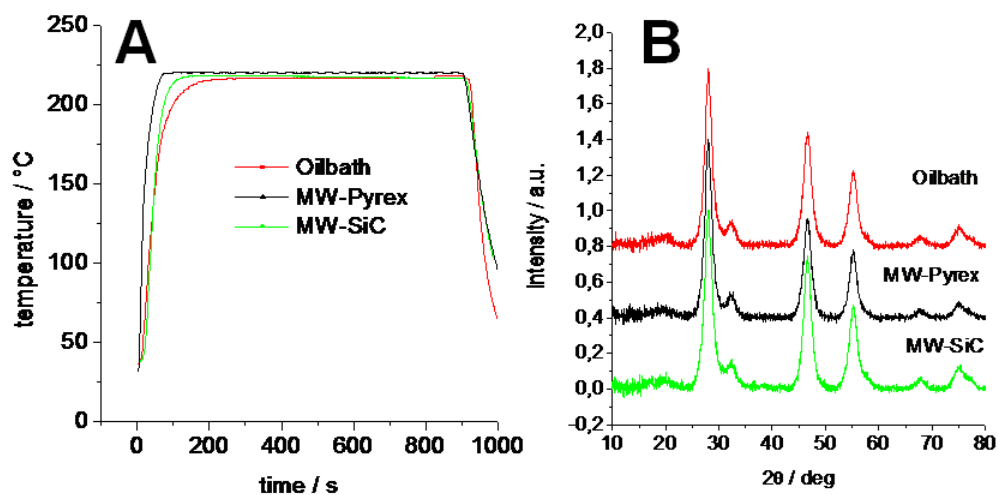 A
250
200
150
100
50
0
temperature / °C
Oilbath
MW-Pyrex
MW-SiC
0 200 400 600 800 1000
time / s
B
2,0
1,8
1,6
1,4
1,2
1,0
0,8
0,6
0,4
0,2
0,0
-0,2
Intensity / a.u.
Oilbath
MW-Pyrex
MW-SiC
10 20 30 40 50 60 70 80
2θ / deg